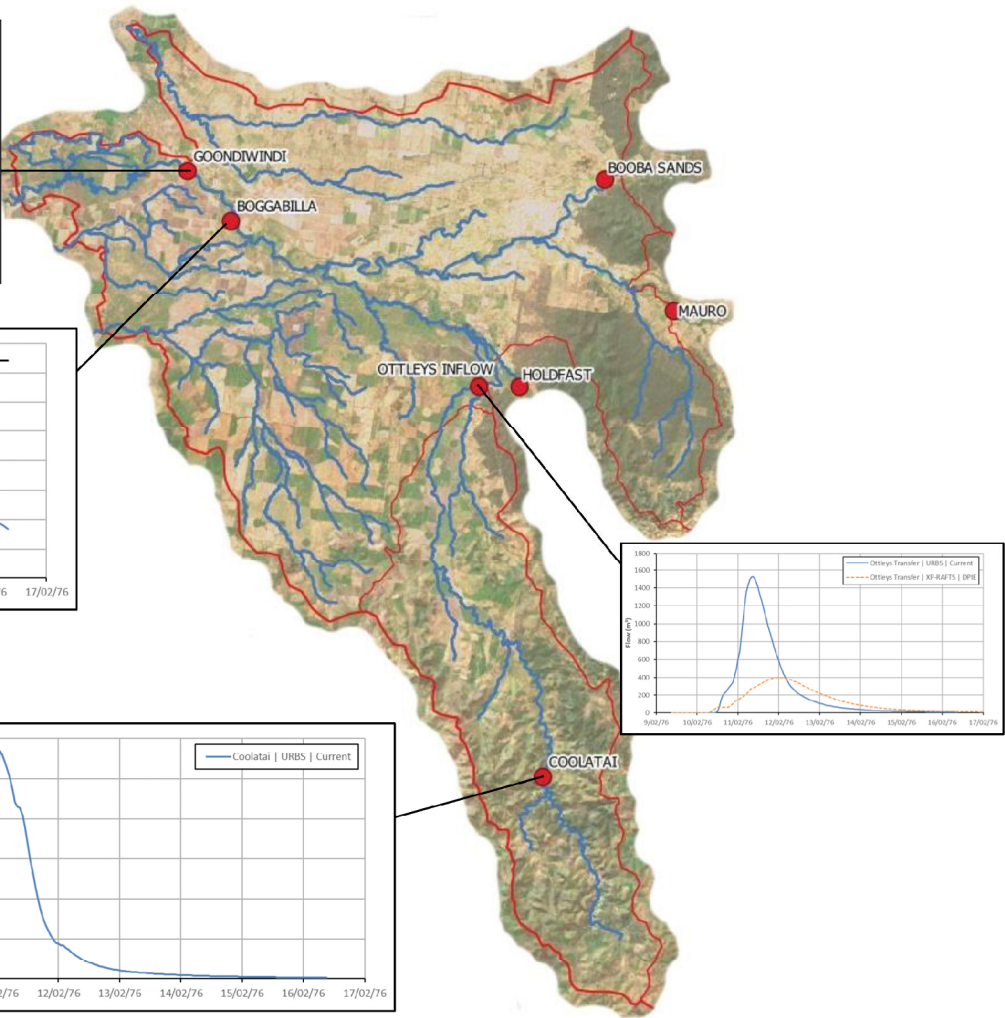 GOONDIWINDI
BOOBA SANDS
BOGGABILLA
MAURO
OTTLEYS INFLOW
HOLDFAST
17/02/76
1800
1600
1400
1200
1000
800
600
400
200
0
Flow (m³)
Ottleys Transfer | URBS | Current
Ottleys Transfer | XP-RAFTS | DPIE
9/02/76 10/02/76 11/02/76 12/02/76 13/02/76 14/02/76 15/02/76 16/02/76 17/02/76
COOLATAI
Coolatai | URBS | Current
12/02/76 13/02/76 14/02/76 15/02/76 16/02/76 17/02/76